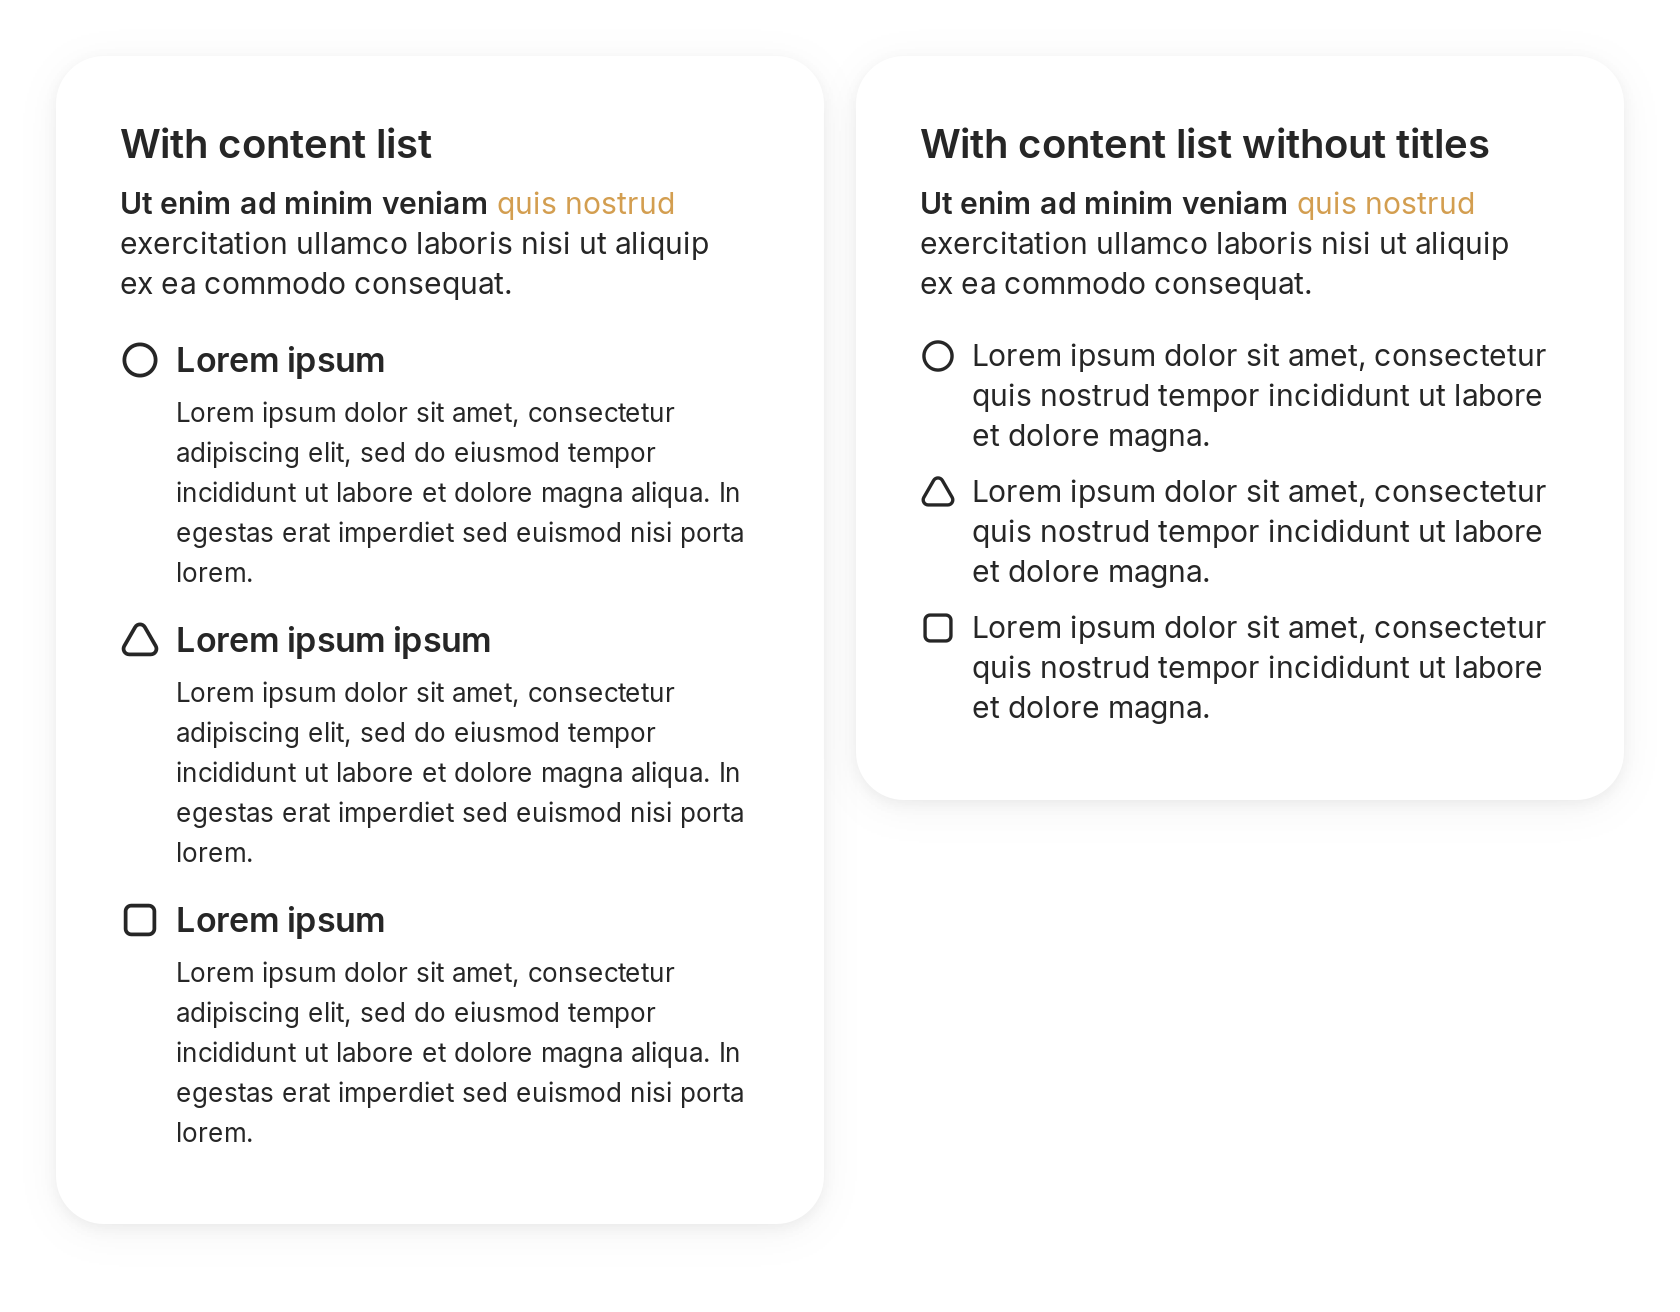 With content list
Ut enim ad minim veniam quis nostrud
exercitation ullamco laboris nisi ut aliquip
ex ea commodo consequat.
Lorem ipsum
Lorem ipsum dolor sit amet, consectetur
adipiscing elit, sed do eiusmod tempor
incididunt ut labore et dolore magna aliqua. In
egestas erat imperdiet sed euismod nisi porta
lorem.
Lorem ipsum ipsum
Lorem ipsum dolor sit amet, consectetur
adipiscing elit, sed do eiusmod tempor
incididunt ut labore et dolore magna aliqua. In
egestas erat imperdiet sed euismod nisi porta
lorem.
Lorem ipsum
Lorem ipsum dolor sit amet, consectetur
adipiscing elit, sed do eiusmod tempor
incididunt ut labore et dolore magna aliqua. In
egestas erat imperdiet sed euismod nisi porta
lorem.
With content list without titles
Ut enim ad minim veniam quis nostrud
exercitation ullamco laboris nisi ut aliquip
ex ea commodo consequat.
Lorem ipsum dolor sit amet, consectetur
quis nostrud tempor incididunt ut labore
et dolore magna.
Lorem ipsum dolor sit amet, consectetur
quis nostrud tempor incididunt ut labore
et dolore magna.
Lorem ipsum dolor sit amet, consectetur
quis nostrud tempor incididunt ut labore
et dolore magna.